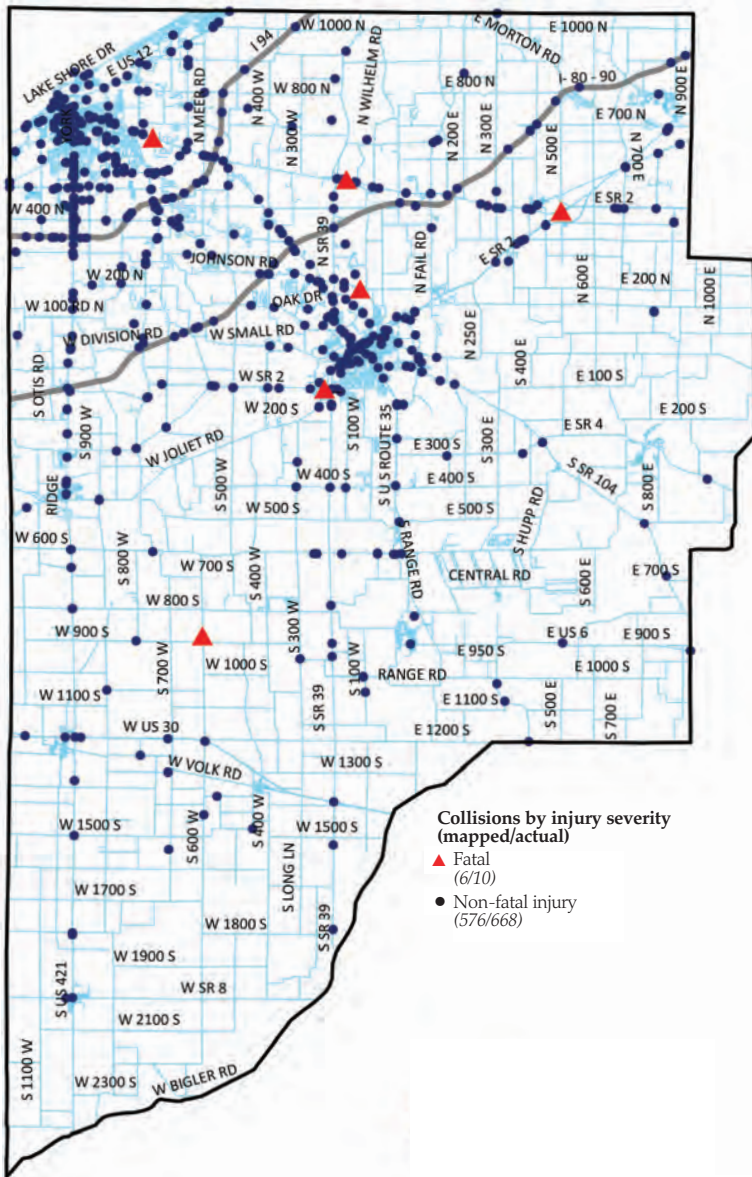 W 1000 N
E MORTON RD
E 1000 N
LAKE SHORE DR
E US 12
N MEER RD
I 94
N 400 W
W 800 N
N WILHELM RD
E 800 N
I- 80 - 90
N 900 E
E 700 N
YORK
N 300 W
N 200 E
N 300 E
N 500 E
N 700 E
W 400 N
E SR 2
N SR 39
JOHNSON RD
W 200 N
N FAIL RD
E SR 2
N 600 E
E 200 N
N 1000 E
OAK DR
W 100 RD N
W DIVISION RD
W SMALL RD
N 250 E
S OTIS RD
W SR 2
S 400 E
E 100 S
W 200 S
S 900 W
S 100 W
S U S ROUTE 35
E 200 S
E SR 4
W JOLIET RD
E 300 S
S 300 E
W 400 S
E 400 S
S SR 104
RIDGE
S 500 W
W 500 S
E 500 S
S HUPP RD
S 800 E
W 600 S
S RANGE RD
S 800 W
W 700 S
S 400 W
CENTRAL RD
S 600 E
E 700 S
W 800 S
W 900 S
S 300 W
E US 6
E 900 S
E 950 S
S 700 W
W 1000 S
S 100 W
RANGE RD
E 1000 S
W 1100 S
S SR 39
E 1100 S
S 500 E
S 700 E
W US 30
E 1200 S
W VOLK RD
W 1300 S
Collisions by injury severity
(mapped/actual)
Fatal
(6/10)
Non-fatal injury
(576/668)
W 1500 S
S 600 W
S 400 W
W 1500 S
S LONG LN
W 1700 S
W 1800 S
S SR 39
W 1900 S
S US 421
W SR 8
W 2100 S
S 1100 W
W 2300 S
W BIGLER RD